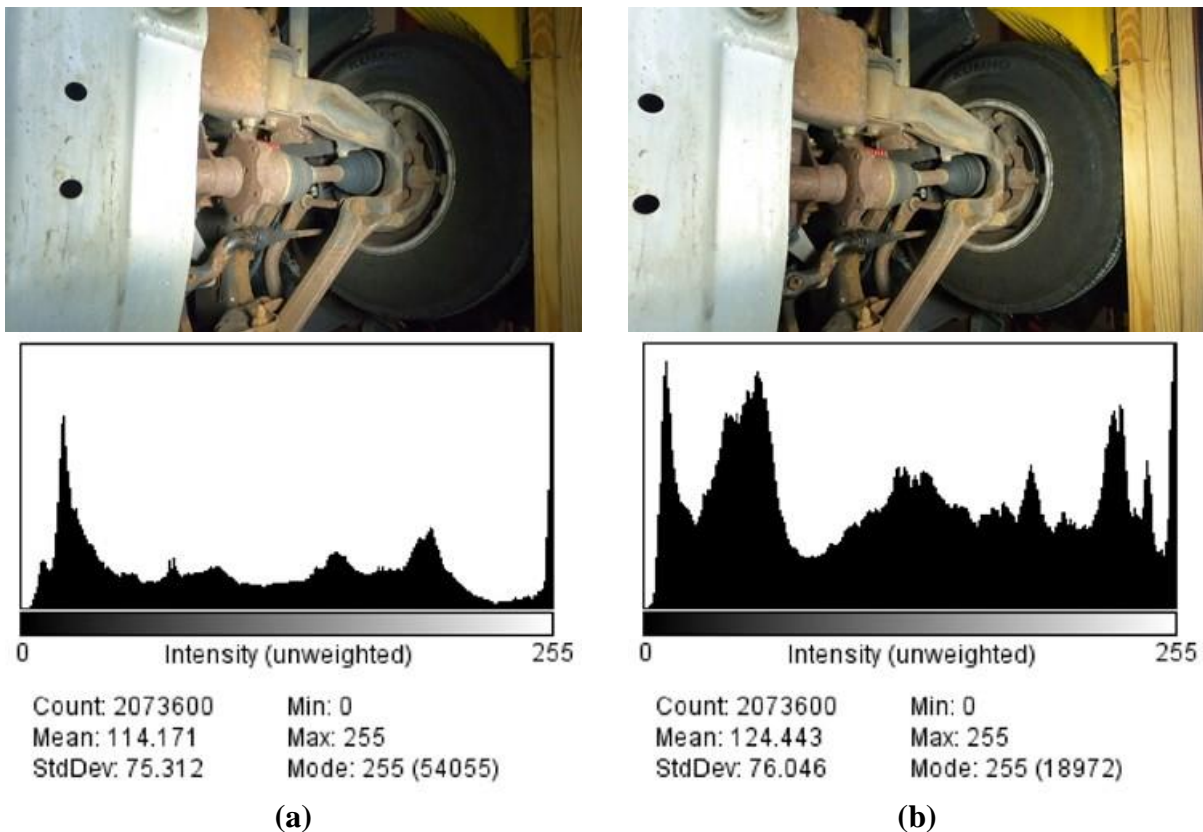 KUMHO
KUMHO
0 Intensity (unweighted) 255
Count: 2073600 Min: 0
Mean: 114.171 Max: 255
StdDev: 75.312 Mode: 255 (54055)
(a)
0 Intensity (unweighted) 255
Count: 2073600 Min: 0
Mean: 124.443 Max: 255
StdDev: 76.046 Mode: 255 (18972)
(b)